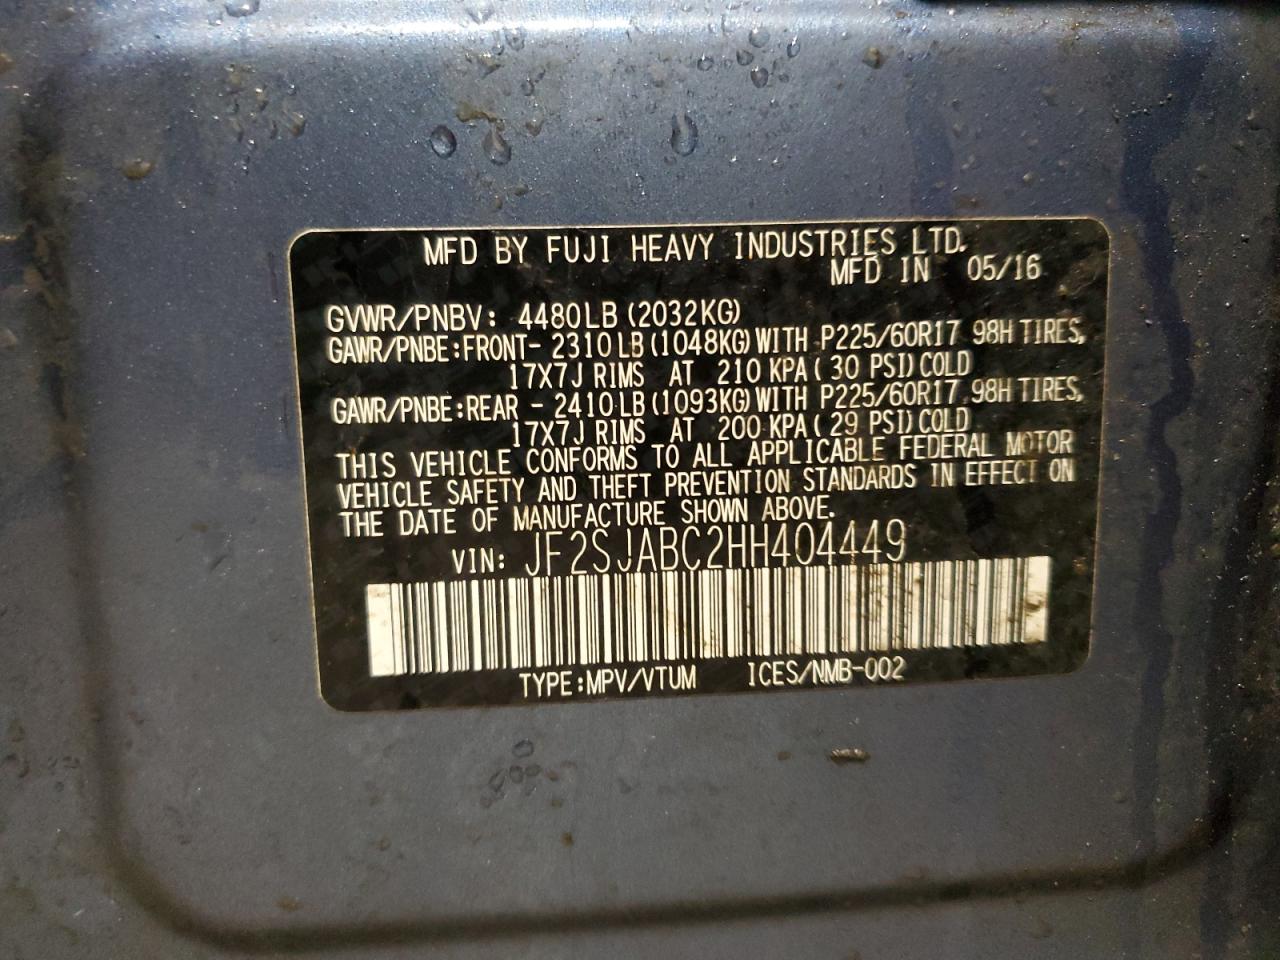 MFD BY FUJI HEAVY INDUSTRIES LTD.
MFD IN 05/16
GVWR/PNBV: 4480LB (2032KG)
GAWR/PNBE:FRONT- 2310LB (1048KG) WITH P225/60R17 98H TIRES,
17X7J RIMS AT 210 KPA ( 30 PSI) COLD
GAWR/PNBE:REAR - 2410LB (1093KG) WITH P225/60R17 98H TIRES,
17X7J RIMS AT 200 KPA ( 29 PSI) COLD
THIS VEHICLE CONFORMS TO ALL APPLICABLE FEDERAL MOTOR
VEHICLE SAFETY AND THEFT PREVENTION STANDARDS IN EFFECT ON
THE DATE OF MANUFACTURE SHOWN ABOVE.
VIN: JF2SJABC2HH404449
TYPE:MPV/VTUM ICES/NMB-002